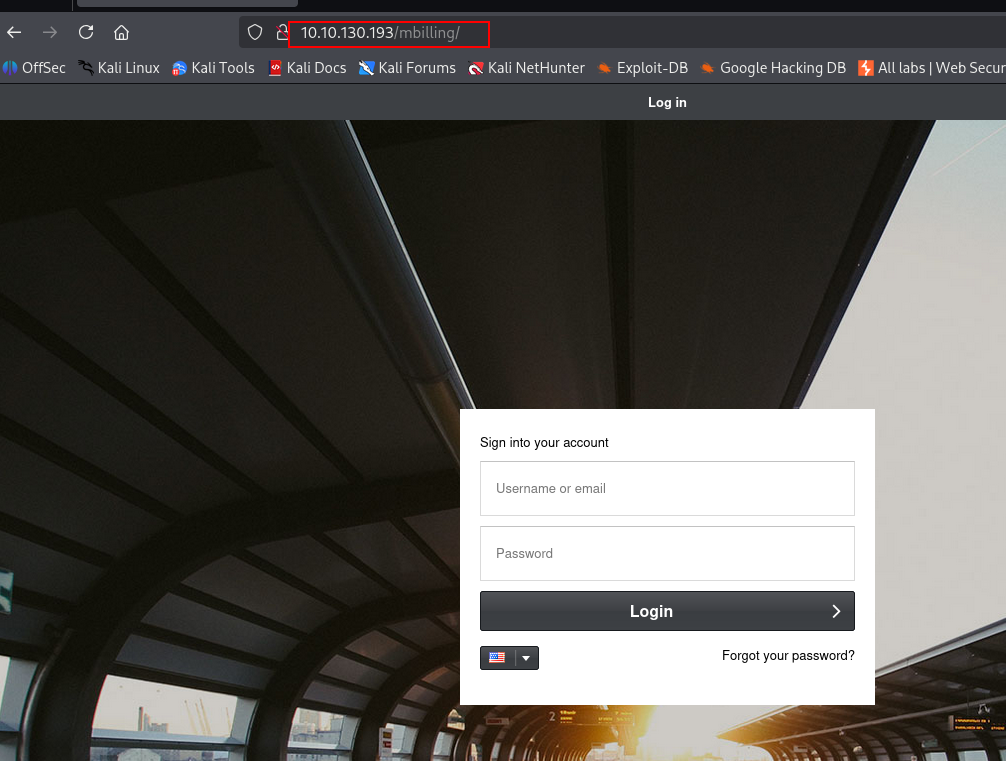 10.10.130.193/mbilling/
OffSec Kali Linux Kali Tools Kali Docs Kali Forums Kali NetHunter Exploit-DB Google Hacking DB All labs | Web Secur
Log in
Sign into your account
Username or email
Password
Login
Forgot your password?
2